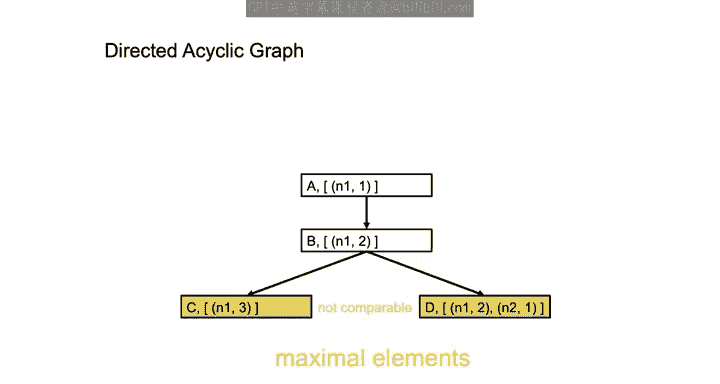 Directed Acyclic Graph
A, [ (n1, 1) ]
B, [ (n1, 2) ]
C, [ (n1, 3) ]
not comparable
D, [ (n1, 2), (n2, 1) ]
maximal elements